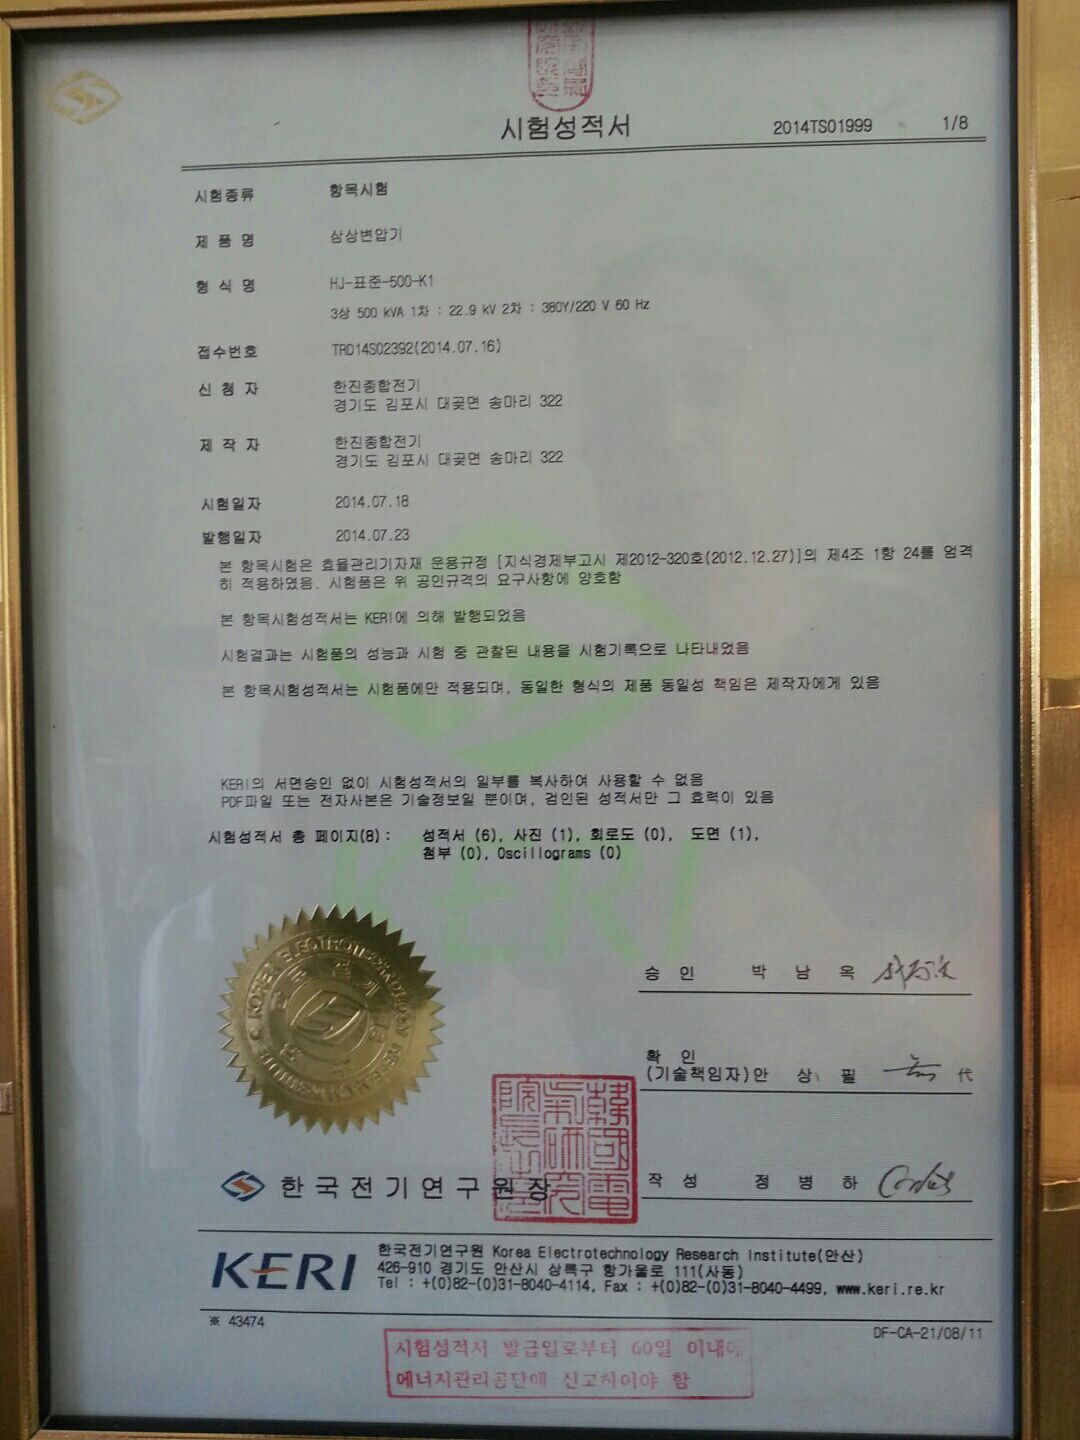 시험성적서 2014TS01999 1/8
시험종류 항목시험
제 품 명 삼상변압기
형 식 명 HJ-표준-500-K1
3상 500 kVA 1차 : 22.9 kV 2차 : 380Y/220 V 60 Hz
접수번호 TRD14S02392(2014.07.16)
신 청 자 한진종합전기
경기도 김포시 대곶면 송마리 322
제 작 자 한진종합전기
경기도 김포시 대곶면 송마리 322
시험일자 2014.07.18
발행일자 2014.07.23
본 항목시험은 효율관리기자재 운용규정 [지식경제부고시 제2012-320호(2012.12.27)]의 제4조 1항 24를 엄격
히 적용하였음. 시험품은 위 공인규격의 요구사항에 양호함
본 항목시험성적서는 KERI에 의해 발행되었음
시험결과는 시험품의 성능과 시험 중 관찰된 내용을 시험기록으로 나타내었음
본 항목시험성적서는 시험품에만 적용되며, 동일한 형식의 제품 동일성 책임은 제작자에게 있음
KERI의 서면승인 없이 시험성적서의 일부를 복사하여 사용할 수 없음
PDF파일 또는 전자사본은 기술정보일 뿐이며, 검인된 성적서만 그 효력이 있음
시험성적서 총 페이지(8) : 성적서 (6), 사진 (1), 회로도 (0), 도면 (1),
첨부 (0), Oscillograms (0)
KERI
승 인 박 남 옥
확 인
(기술책임자) 안 상 필 代
작 성 정 병 하
KOREA ELECTROTECHNOLOGY RESEARCH INSTITUTE
한국전기연구원장
KERI
한국전기연구원 Korea Electrotechnology Research Institute(안산)
426-910 경기도 안산시 상록구 항가울로 111(사동)
Tel : +(0)82-(0)31-8040-4114, Fax : +(0)82-(0)31-8040-4499, www.keri.re.kr
※ 43474
DF-CA-21/08/11
시험성적서 발급일로부터 60일 이내에
에너지관리공단에 신고하여야 함